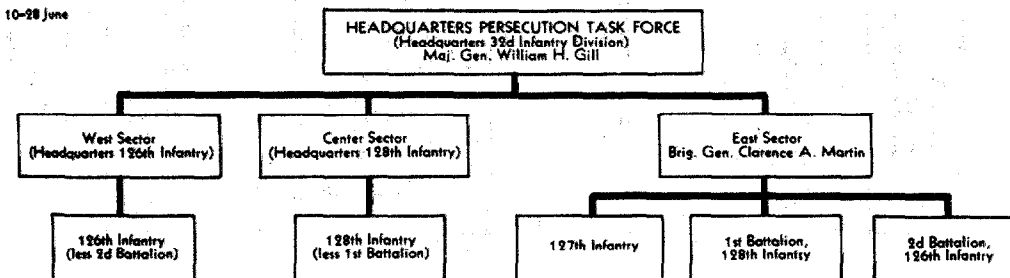 10-28 June
HEADQUARTERS PERSECUTION TASK FORCE
(Headquarters 32d Infantry Division)
Maj. Gen. William H. Gill
West Sector
(Headquarters 126th Infantry)
Center Sector
(Headquarters 128th Infantry)
East Sector
Brig. Gen. Clarence A. Martin
126th Infantry
(less 2d Battalion)
128th Infantry
(less 1st Battalion)
127th Infantry
1st Battalion,
128th Infantry
2d Battalion,
126th Infantry